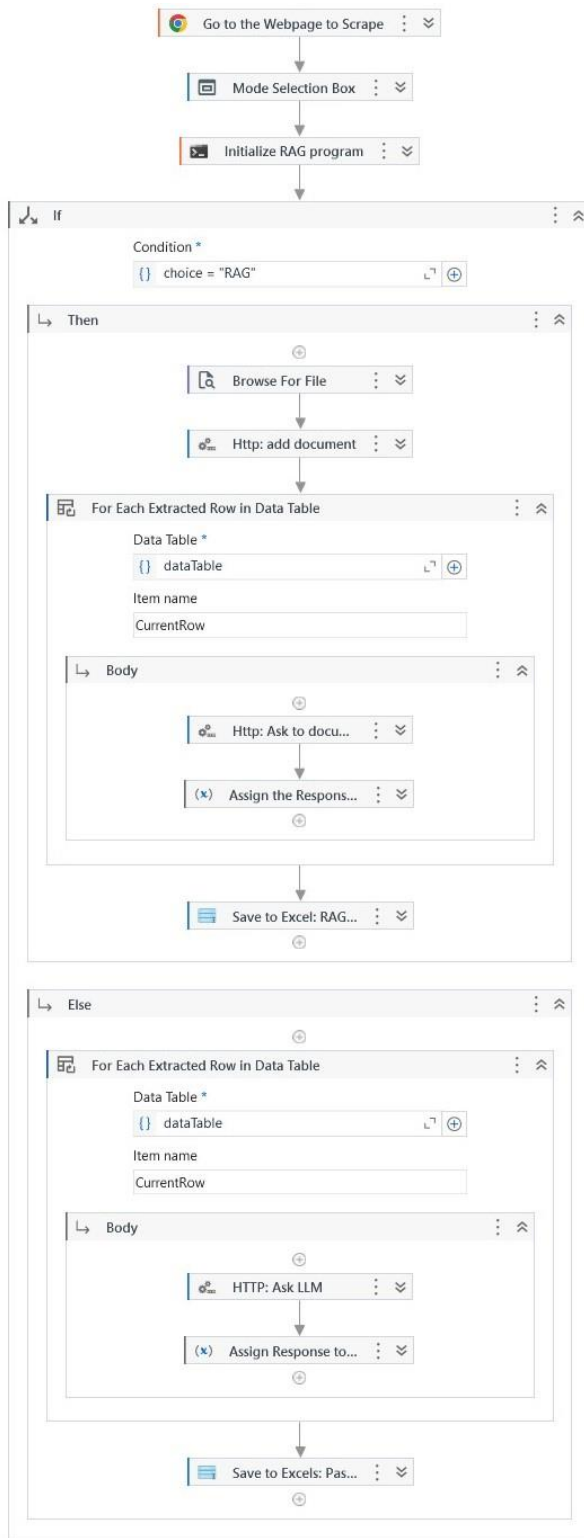 Go to the Webpage to Scrape
Mode Selection Box
Initialize RAG program
If
Condition *
{} choice = "RAG"
Then
Browse For File
Http: add document
For Each Extracted Row in Data Table
Data Table *
{} dataTable
Item name
CurrentRow
Body
Http: Ask to docu...
(x) Assign the Respons...
Save to Excel: RAG...
Else
For Each Extracted Row in Data Table
Data Table *
{} dataTable
Item name
CurrentRow
Body
HTTP: Ask LLM
(x) Assign Response to...
Save to Excels: Pas...